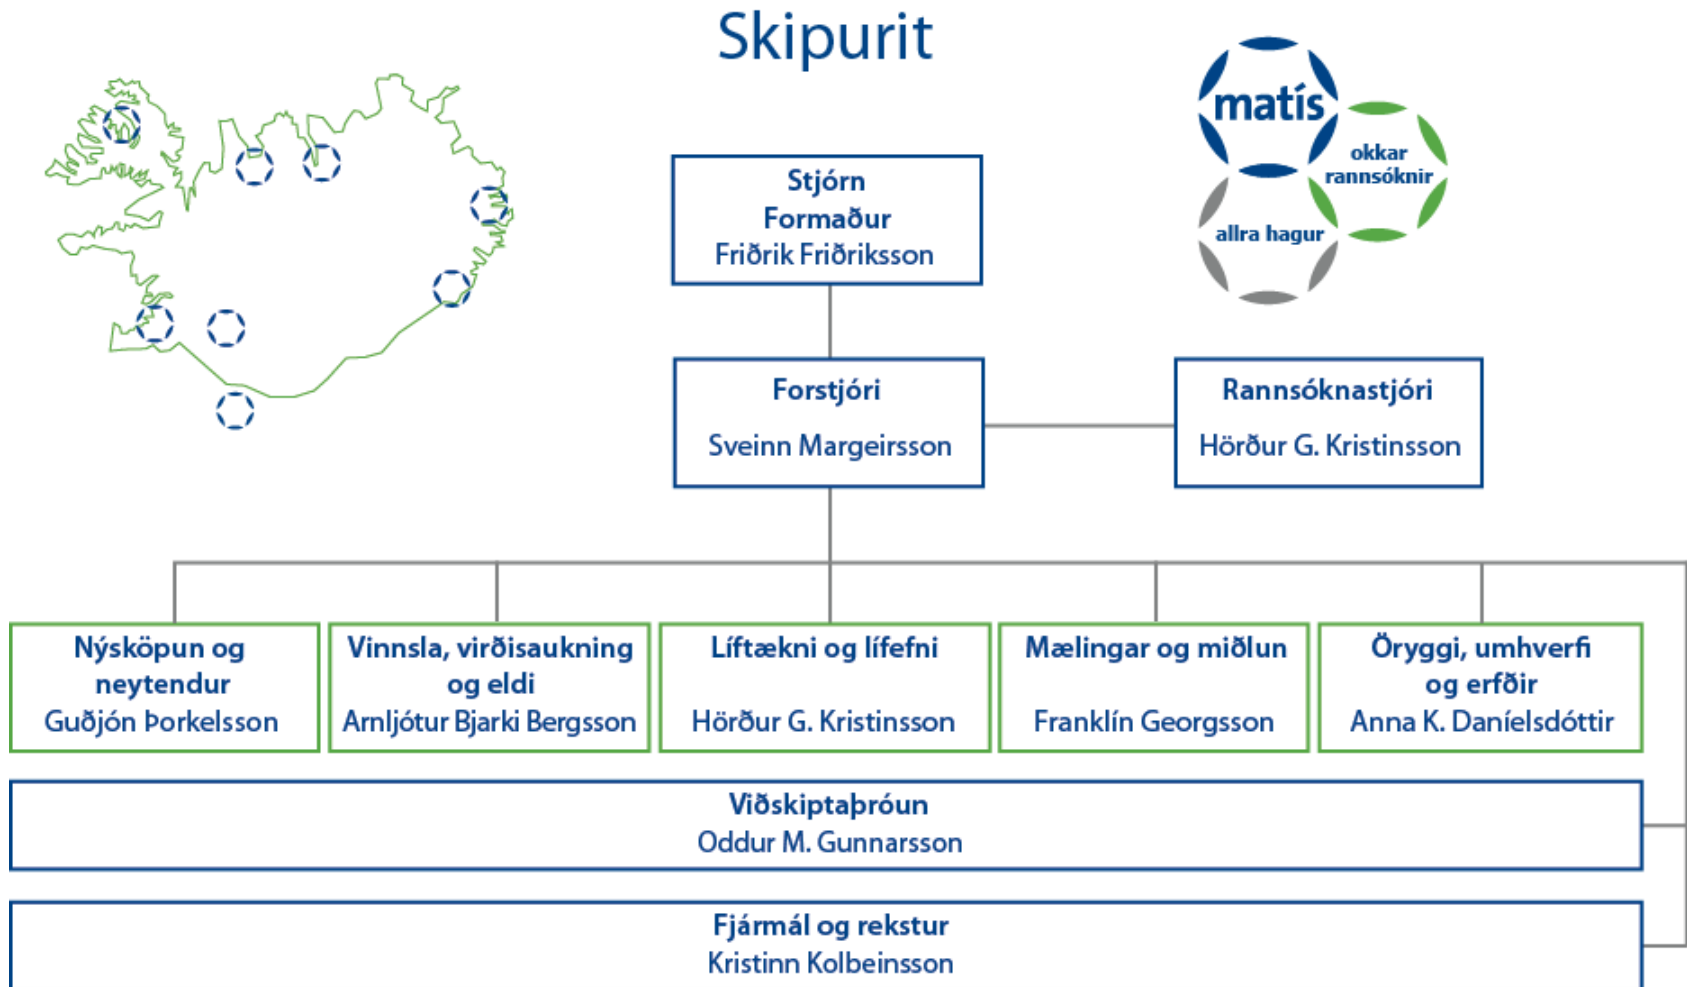 Skipurit
matís
okkar
rannsóknir
allra hagur
Stjórn
Formaður
Friðrik Friðriksson
Forstjóri
Sveinn Margeirsson
Rannsóknastjóri
Hörður G. Kristinsson
Nýsköpun og
neytendur
Guðjón Þorkelsson
Vinnsla, virðisaukning
og eldi
Arnljótur Bjarki Bergsson
Líftækni og lífefni
Hörður G. Kristinsson
Mælingar og miðlun
Franklín Georgsson
Öryggi, umhverfi
og erfðir
Anna K. Daníelsdóttir
Viðskiptaþróun
Oddur M. Gunnarsson
Fjármál og rekstur
Kristinn Kolbeinsson